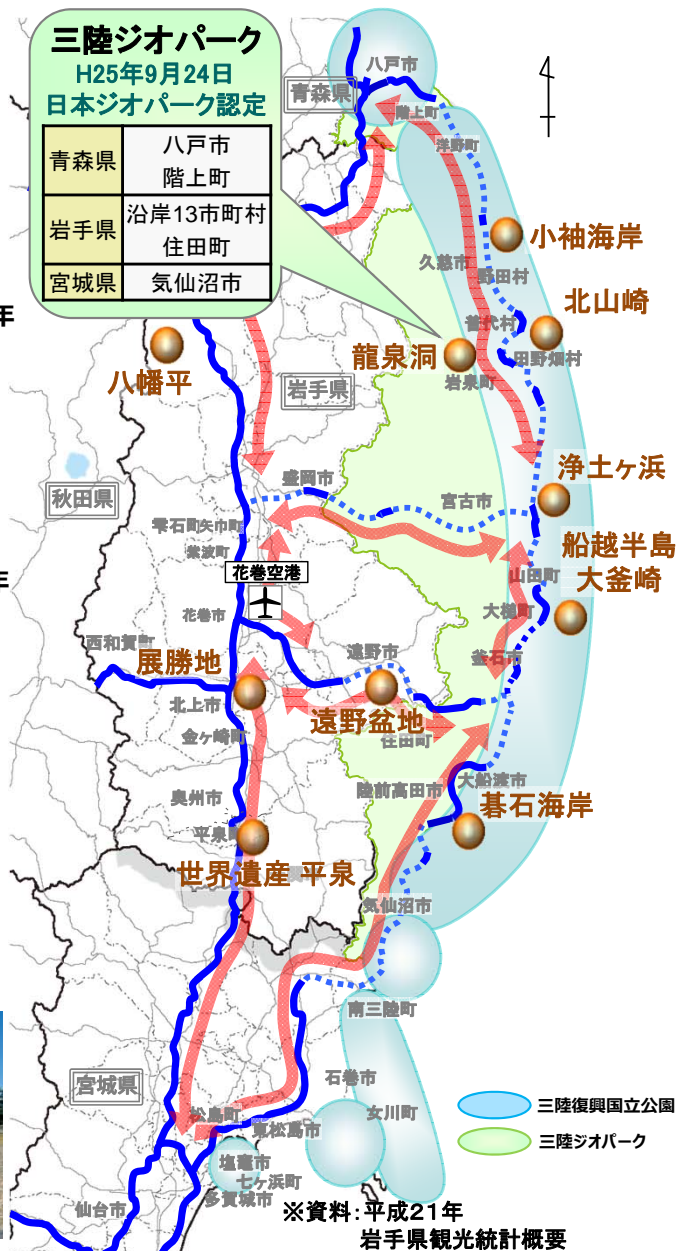 三陸ジオパーク
H25年9月24日
日本ジオパーク認定
青森県
八戸市
階上町
岩手県
沿岸13市町村
住田町
宮城県
気仙沼市
八戸市
青森県
階上町
洋野町
小袖海岸
久慈市
野田村
北山崎
普代村
田野畑村
年
龍泉洞
岩泉町
八幡平
岩手県
浄土ヶ浜
盛岡市
秋田県
宮古市
雫石町
矢巾町
紫波町
船越半島
大釜崎
花巻空港
山田町
花巻市
大槌町
西和賀町
遠野市
釜石市
展勝地
北上市
遠野盆地
金ヶ崎町
住田町
奥州市
陸前高田市
大船渡市
碁石海岸
平泉町
世界遺産 平泉
気仙沼市
南三陸町
宮城県
石巻市
女川町
松島町
東松島市
塩竈市
七ヶ浜町
多賀城市
仙台市
三陸復興国立公園
三陸ジオパーク
※資料:平成21年
岩手県観光統計概要